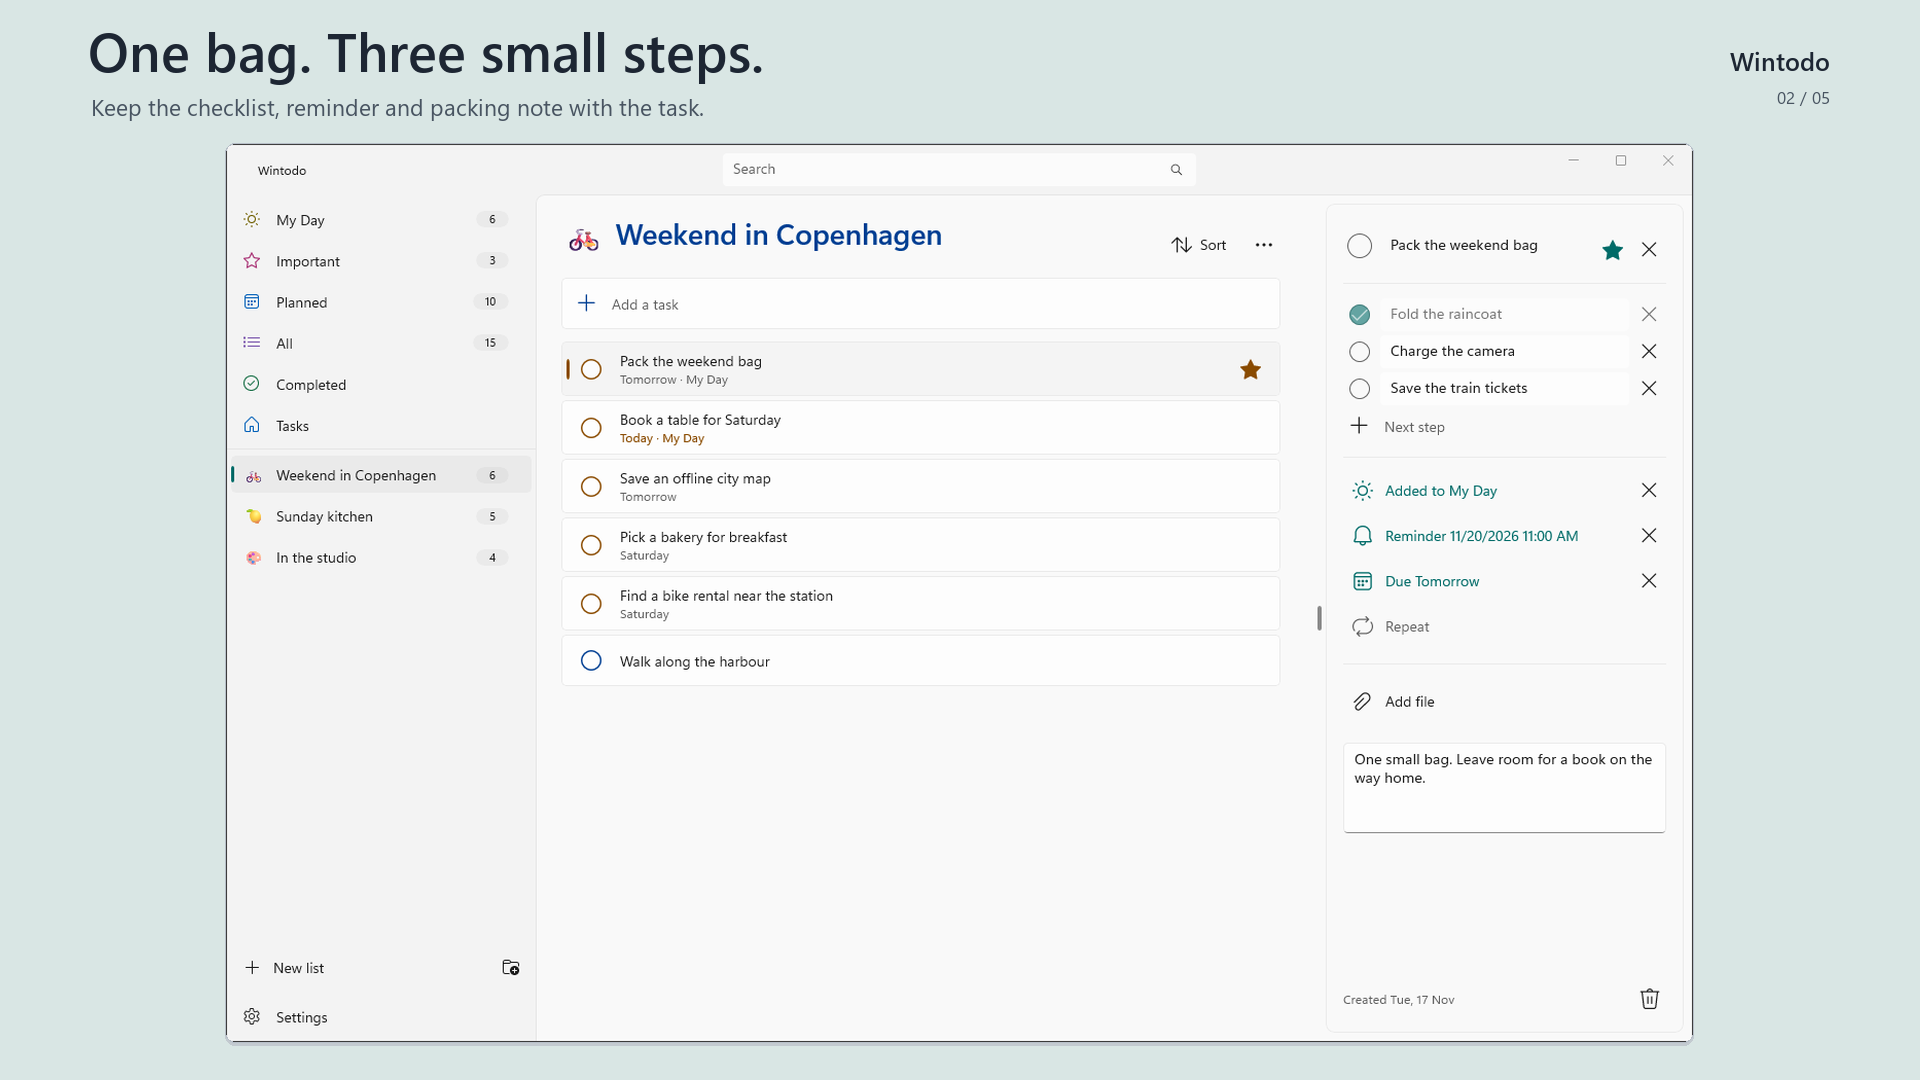 One bag. Three small steps.
Keep the checklist, reminder and packing note with the task.
Wintodo
02 / 05
Wintodo
Search
My Day 6
Important 3
Planned 10
All 15
Completed
Tasks
Weekend in Copenhagen 6
Sunday kitchen 5
In the studio 4
New list
Settings
Weekend in Copenhagen
Sort
Add a task
Pack the weekend bag
Tomorrow · My Day
Book a table for Saturday
Today · My Day
Save an offline city map
Tomorrow
Pick a bakery for breakfast
Saturday
Find a bike rental near the station
Saturday
Walk along the harbour
Pack the weekend bag
Fold the raincoat
Charge the camera
Save the train tickets
Next step
Added to My Day
Reminder 11/20/2026 11:00 AM
Due Tomorrow
Repeat
Add file
One small bag. Leave room for a book on the
way home.
Created Tue, 17 Nov